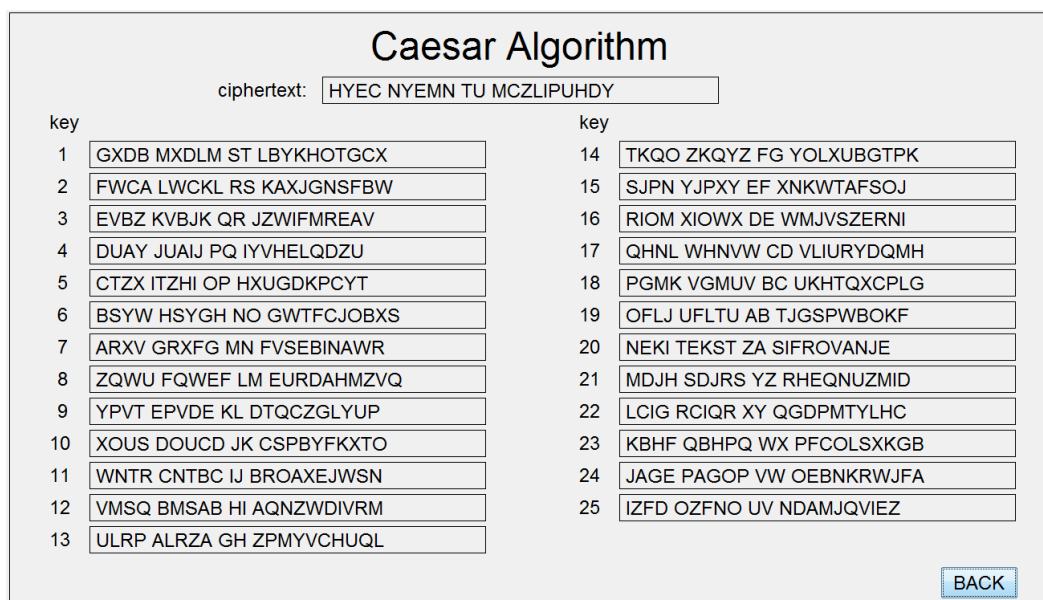 Caesar Algorithm
ciphertext: HYEC NYEMN TU MCZLIPUHDY
key
1 GXDB MXDLM ST LBYKHOTGCX
2 FWCA LWCKL RS KAXJGNSFBW
3 EVBZ KVBJK QR JZWIFMREAV
4 DUAY JUAIJ PQ IYVHELQDZU
5 CTZX ITZHI OP HXUGDKPCYT
6 BSYW HSYGH NO GWTFCJOBXS
7 ARXV GRXFG MN FVSEBINAWR
8 ZQWU FQWEF LM EURDAHMZVQ
9 YPVT EPVDE KL DTQCZGLYUP
10 XOUS DOUCD JK CSPBYFKXTO
11 WNTR CNTBC IJ BROAXEJWSN
12 VMSQ BMSAB HI AQNZWDIVRM
13 ULRP ALRZA GH ZPMYVCHUQL
key
14 TKQO ZKQYZ FG YOLXUBGTPK
15 SJPN YJPXY EF XNKWTAFSOJ
16 RIOM XIOWX DE WMJVSZERNI
17 QHNL WHNVW CD VLIURYDQMH
18 PGMK VGMUV BC UKHTQXCPLG
19 OFLJ UFLTU AB TJGSPWBOKF
20 NEKI TEKST ZA SIFROVANJE
21 MDJH SDJRS YZ RHEQNUZMID
22 LCIG RCIQR XY QGDPMTYLHC
23 KBHF QBHPQ WX PFCOLSXKGB
24 JAGE PAGOP VW OEBNKRWJFA
25 IZFD OZFNO UV NDAMJQVIEZ
BACK